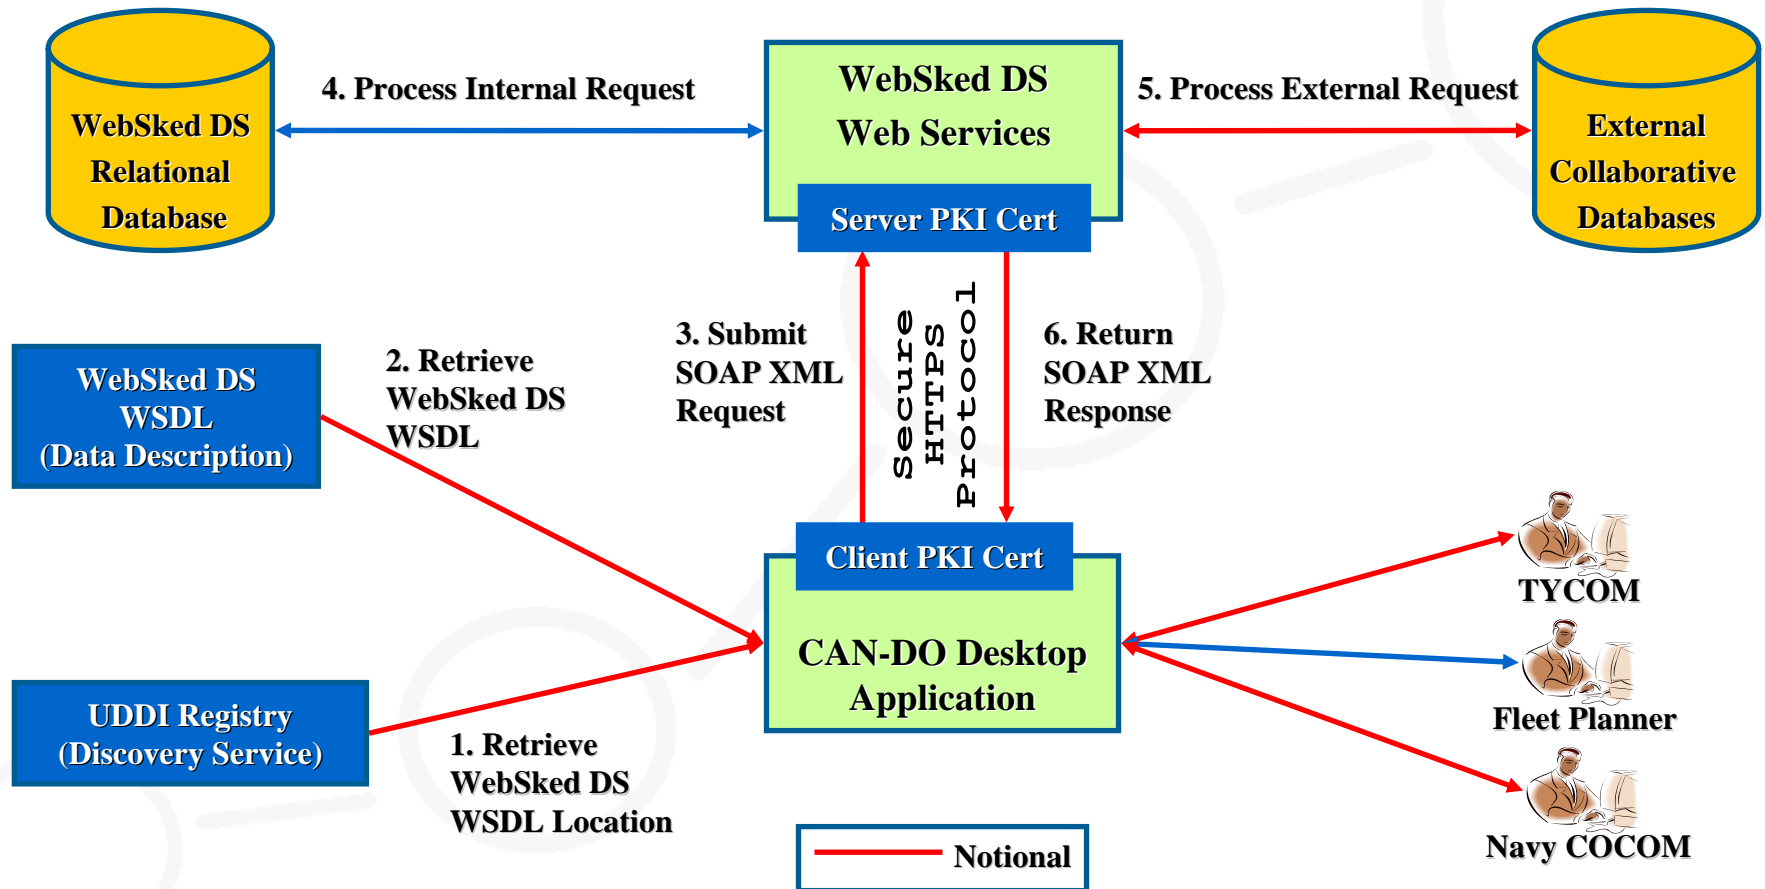 WebSked DS
Relational
Database
4. Process Internal Request
WebSked DS
Web Services
Server PKI Cert
5. Process External Request
External
Collaborative
Databases
WebSked DS
WSDL
(Data Description)
2. Retrieve
WebSked DS
WSDL
3. Submit
SOAP XML
Request
Secure
HTTPS
Protocol
6. Return
SOAP XML
Response
Client PKI Cert
CAN-DO Desktop
Application
TYCOM
Fleet Planner
Navy COCOM
UDDI Registry
(Discovery Service)
1. Retrieve
WebSked DS
WSDL Location
Notional